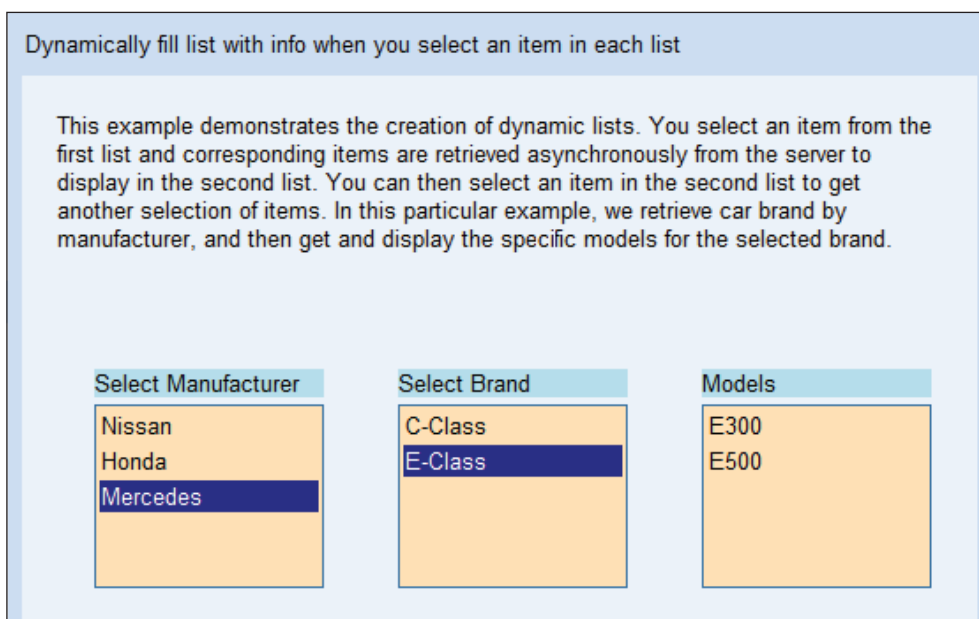 Dynamically fill list with info when you select an item in each list
This example demonstrates the creation of dynamic lists. You select an item from the
first list and corresponding items are retrieved asynchronously from the server to
display in the second list. You can then select an item in the second list to get
another selection of items. In this particular example, we retrieve car brand by
manufacturer, and then get and display the specific models for the selected brand.
Select Manufacturer
Nissan
Honda
Mercedes
Select Brand
C-Class
E-Class
Models
E300
E500